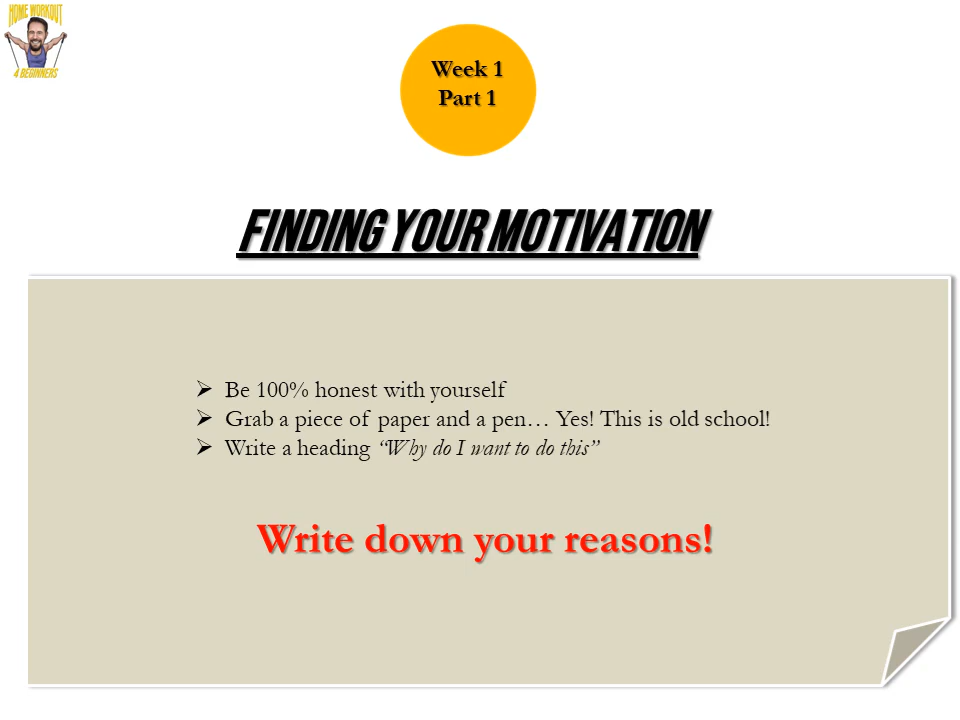 HOME WORKOUT
4 BEGINNERS
Week 1
Part 1
FINDING YOUR MOTIVATION
➢ Be 100% honest with yourself
➢ Grab a piece of paper and a pen… Yes! This is old school!
➢ Write a heading “Why do I want to do this”
Write down your reasons!